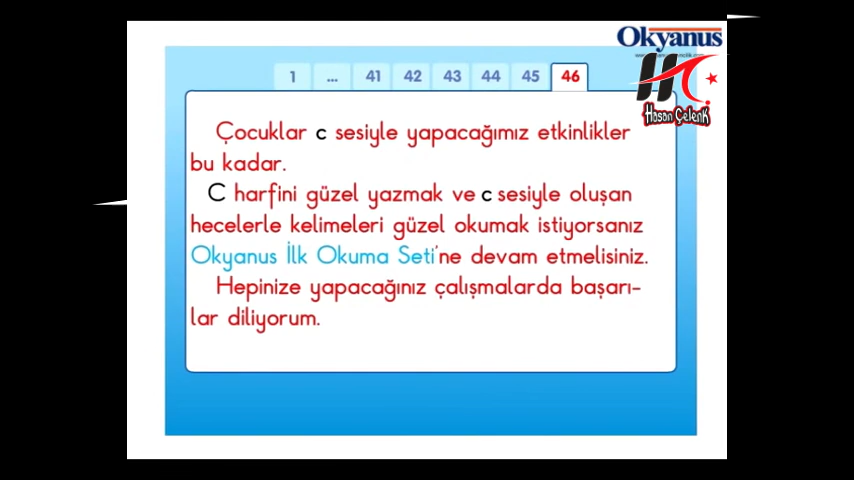 Okyanus
1 ... 41 42 43 44 45 46
Hasan Çelenk
Çocuklar c sesiyle yapacağımız etkinlikler
bu kadar.
C harfini güzel yazmak ve c sesiyle oluşan
hecelerle kelimeleri güzel okumak istiyorsanız
Okyanus İlk Okuma Seti'ne devam etmelisiniz.
Hepinize yapacağınız çalışmalarda başarı-
lar diliyorum.